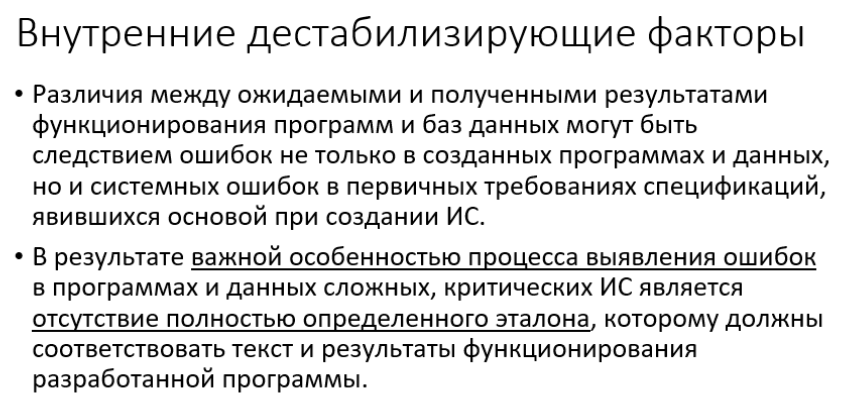 Внутренние дестабилизирующие факторы
• Различия между ожидаемыми и полученными результатами
функционирования программ и баз данных могут быть
следствием ошибок не только в созданных программах и данных,
но и системных ошибок в первичных требованиях спецификаций,
явившихся основой при создании ИС.
• В результате важной особенностью процесса выявления ошибок
в программах и данных сложных, критических ИС является
отсутствие полностью определенного эталона, которому должны
соответствовать текст и результаты функционирования
разработанной программы.